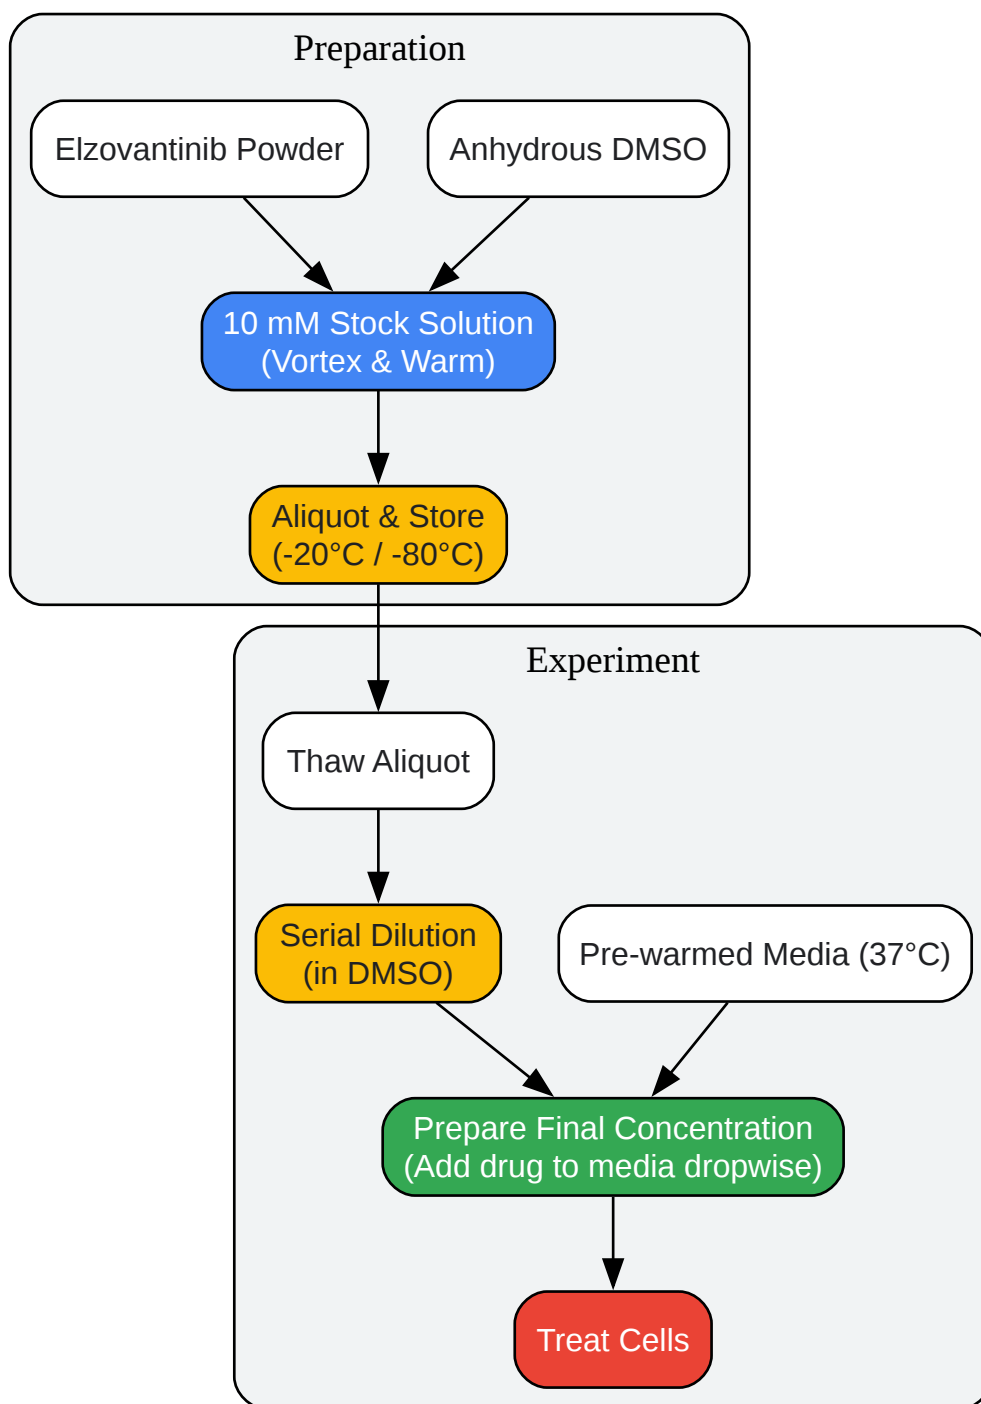 Preparation
Elzovantinib Powder
Anhydrous DMSO
10 mM Stock Solution
(Vortex & Warm)
Aliquot & Store
(-20°C / -80°C)
Experiment
Thaw Aliquot
Serial Dilution
(in DMSO)
Pre-warmed Media (37°C)
Prepare Final Concentration
(Add drug to media dropwise)
Treat Cells